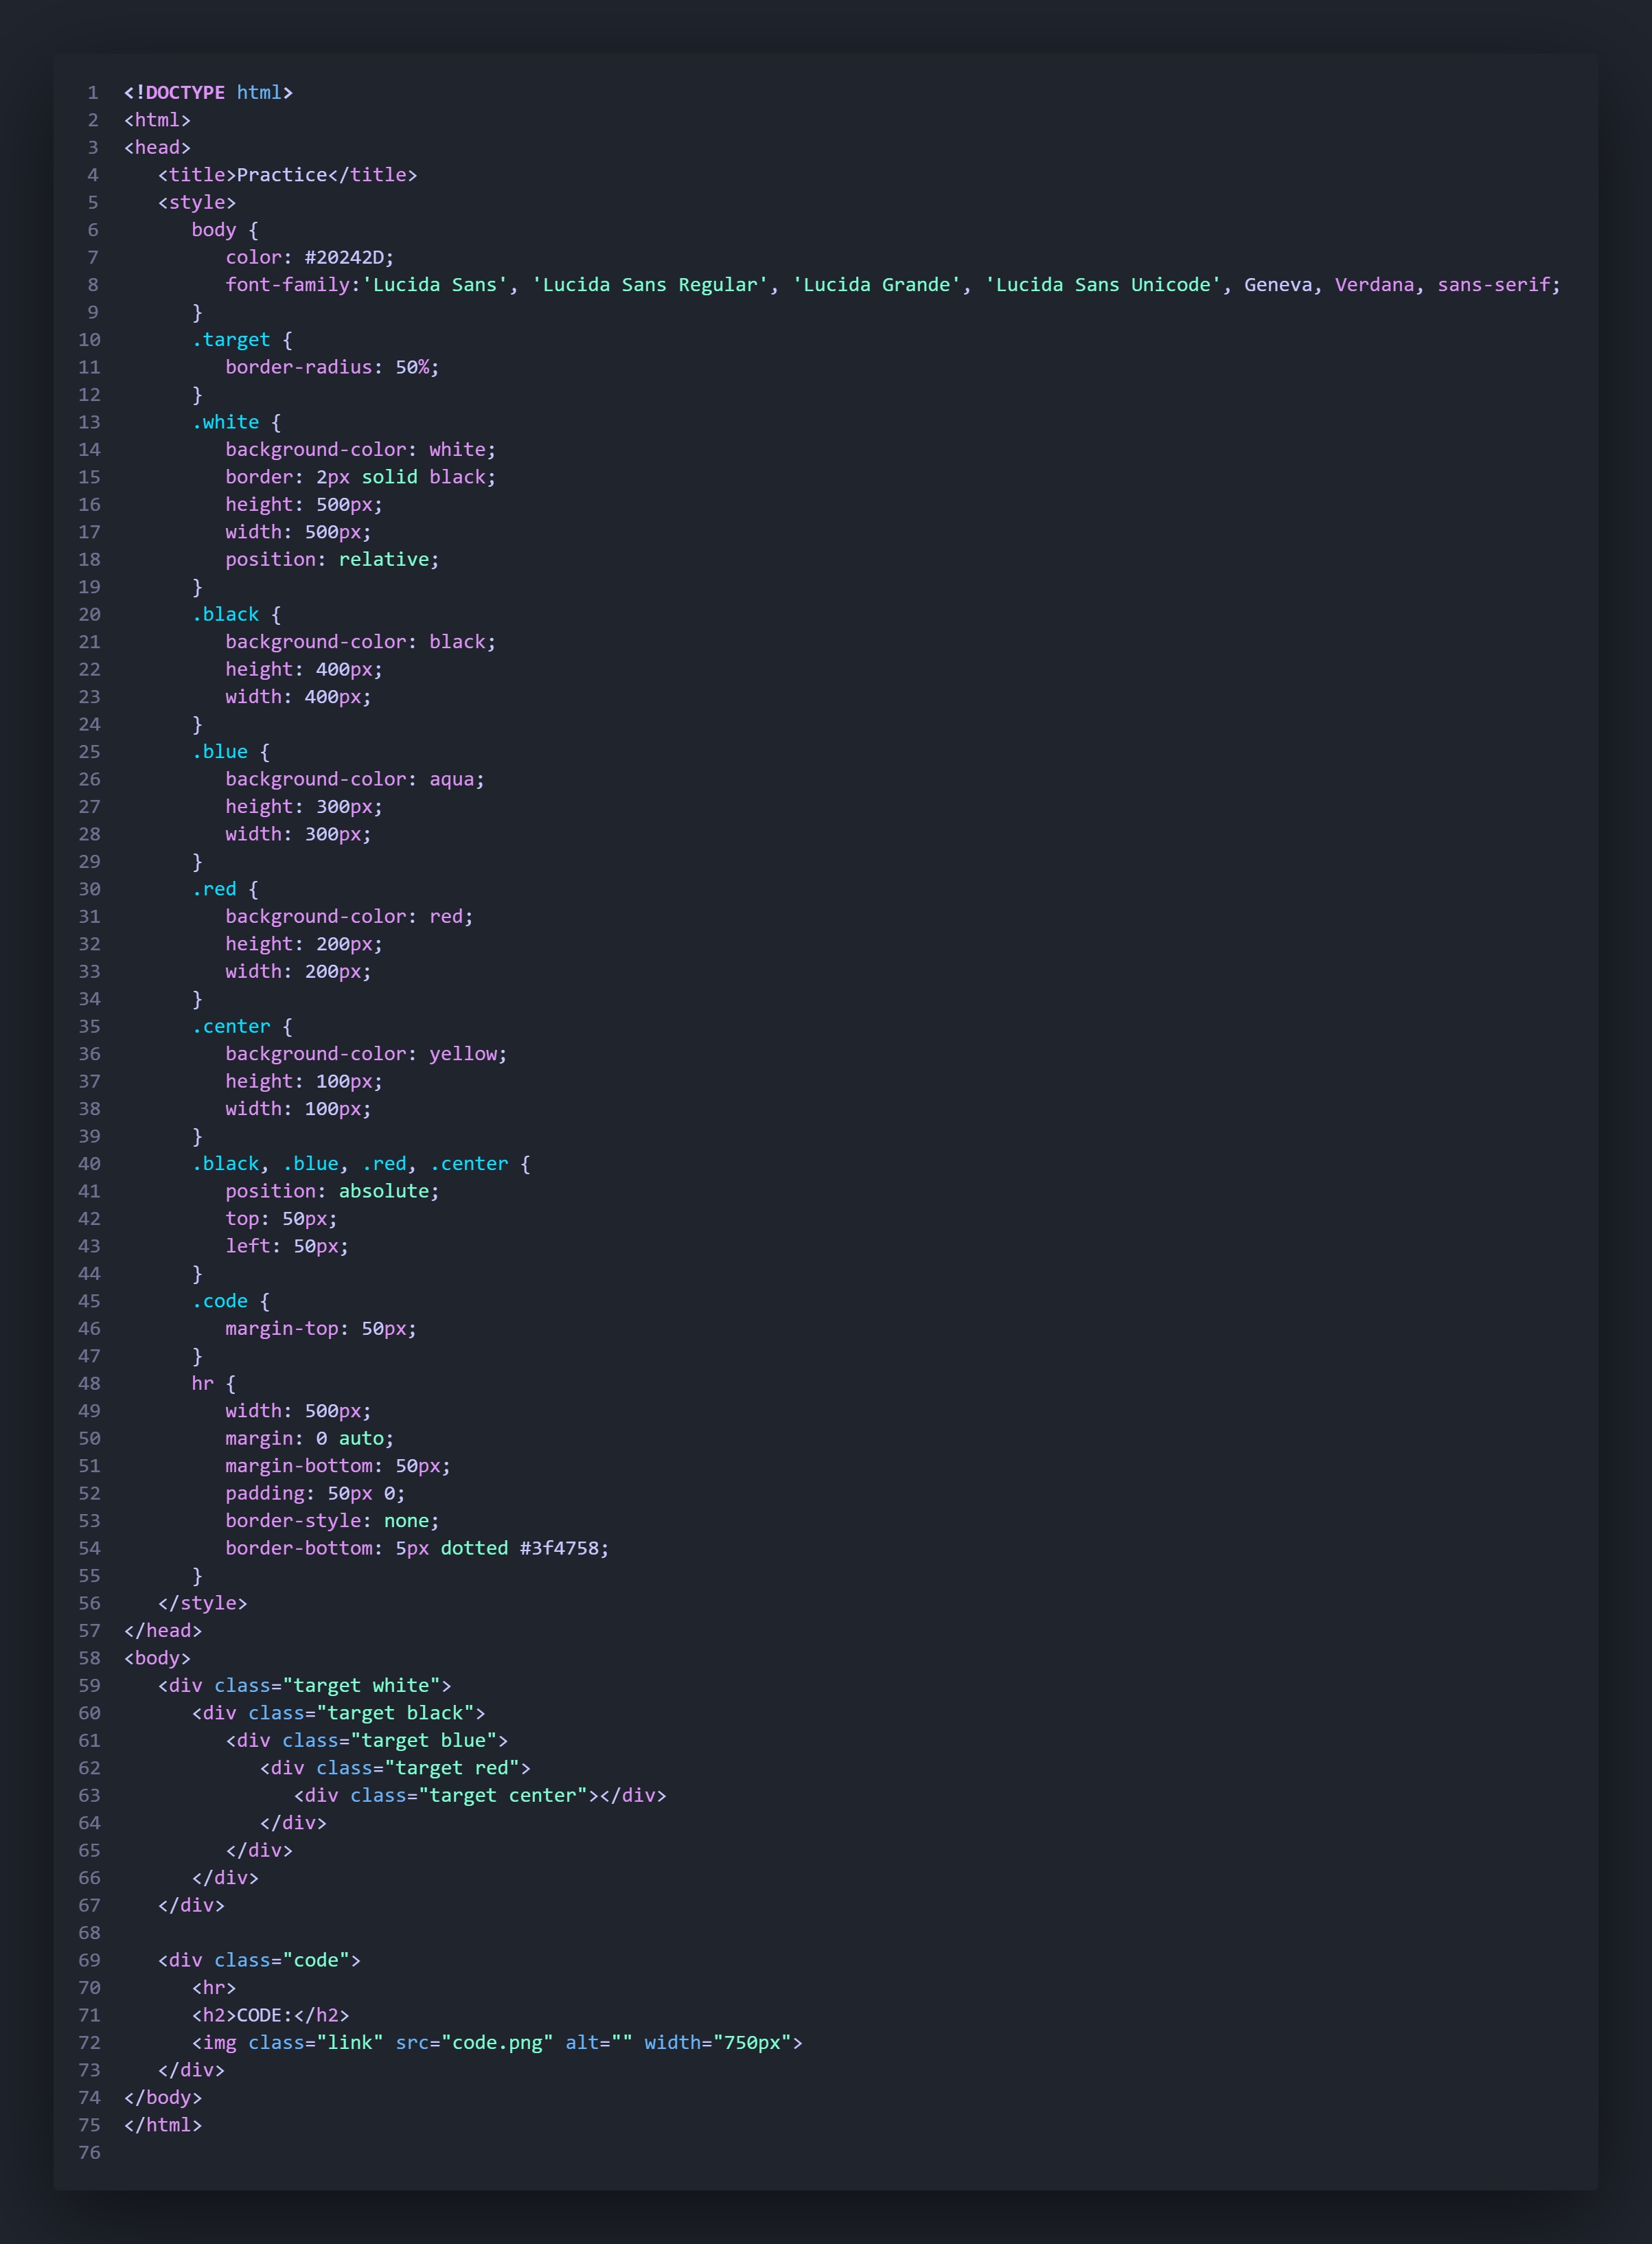 1 <!DOCTYPE html>
2 <html>
3 <head>
4    <title>Practice</title>
5    <style>
6       body {
7          color: #20242D;
8          font-family:'Lucida Sans', 'Lucida Sans Regular', 'Lucida Grande', 'Lucida Sans Unicode', Geneva, Verdana, sans-serif;
9       }
10       .target {
11          border-radius: 50%;
12       }
13       .white {
14          background-color: white;
15          border: 2px solid black;
16          height: 500px;
17          width: 500px;
18          position: relative;
19       }
20       .black {
21          background-color: black;
22          height: 400px;
23          width: 400px;
24       }
25       .blue {
26          background-color: aqua;
27          height: 300px;
28          width: 300px;
29       }
30       .red {
31          background-color: red;
32          height: 200px;
33          width: 200px;
34       }
35       .center {
36          background-color: yellow;
37          height: 100px;
38          width: 100px;
39       }
40       .black, .blue, .red, .center {
41          position: absolute;
42          top: 50px;
43          left: 50px;
44       }
45       .code {
46          margin-top: 50px;
47       }
48       hr {
49          width: 500px;
50          margin: 0 auto;
51          margin-bottom: 50px;
52          padding: 50px 0;
53          border-style: none;
54          border-bottom: 5px dotted #3f4758;
55       }
56    </style>
57 </head>
58 <body>
59    <div class="target white">
60       <div class="target black">
61          <div class="target blue">
62             <div class="target red">
63                <div class="target center"></div>
64             </div>
65          </div>
66       </div>
67    </div>
68
69    <div class="code">
70       <hr>
71       <h2>CODE:</h2>
72       <img class="link" src="code.png" alt="" width="750px">
73    </div>
74 </body>
75 </html>
76